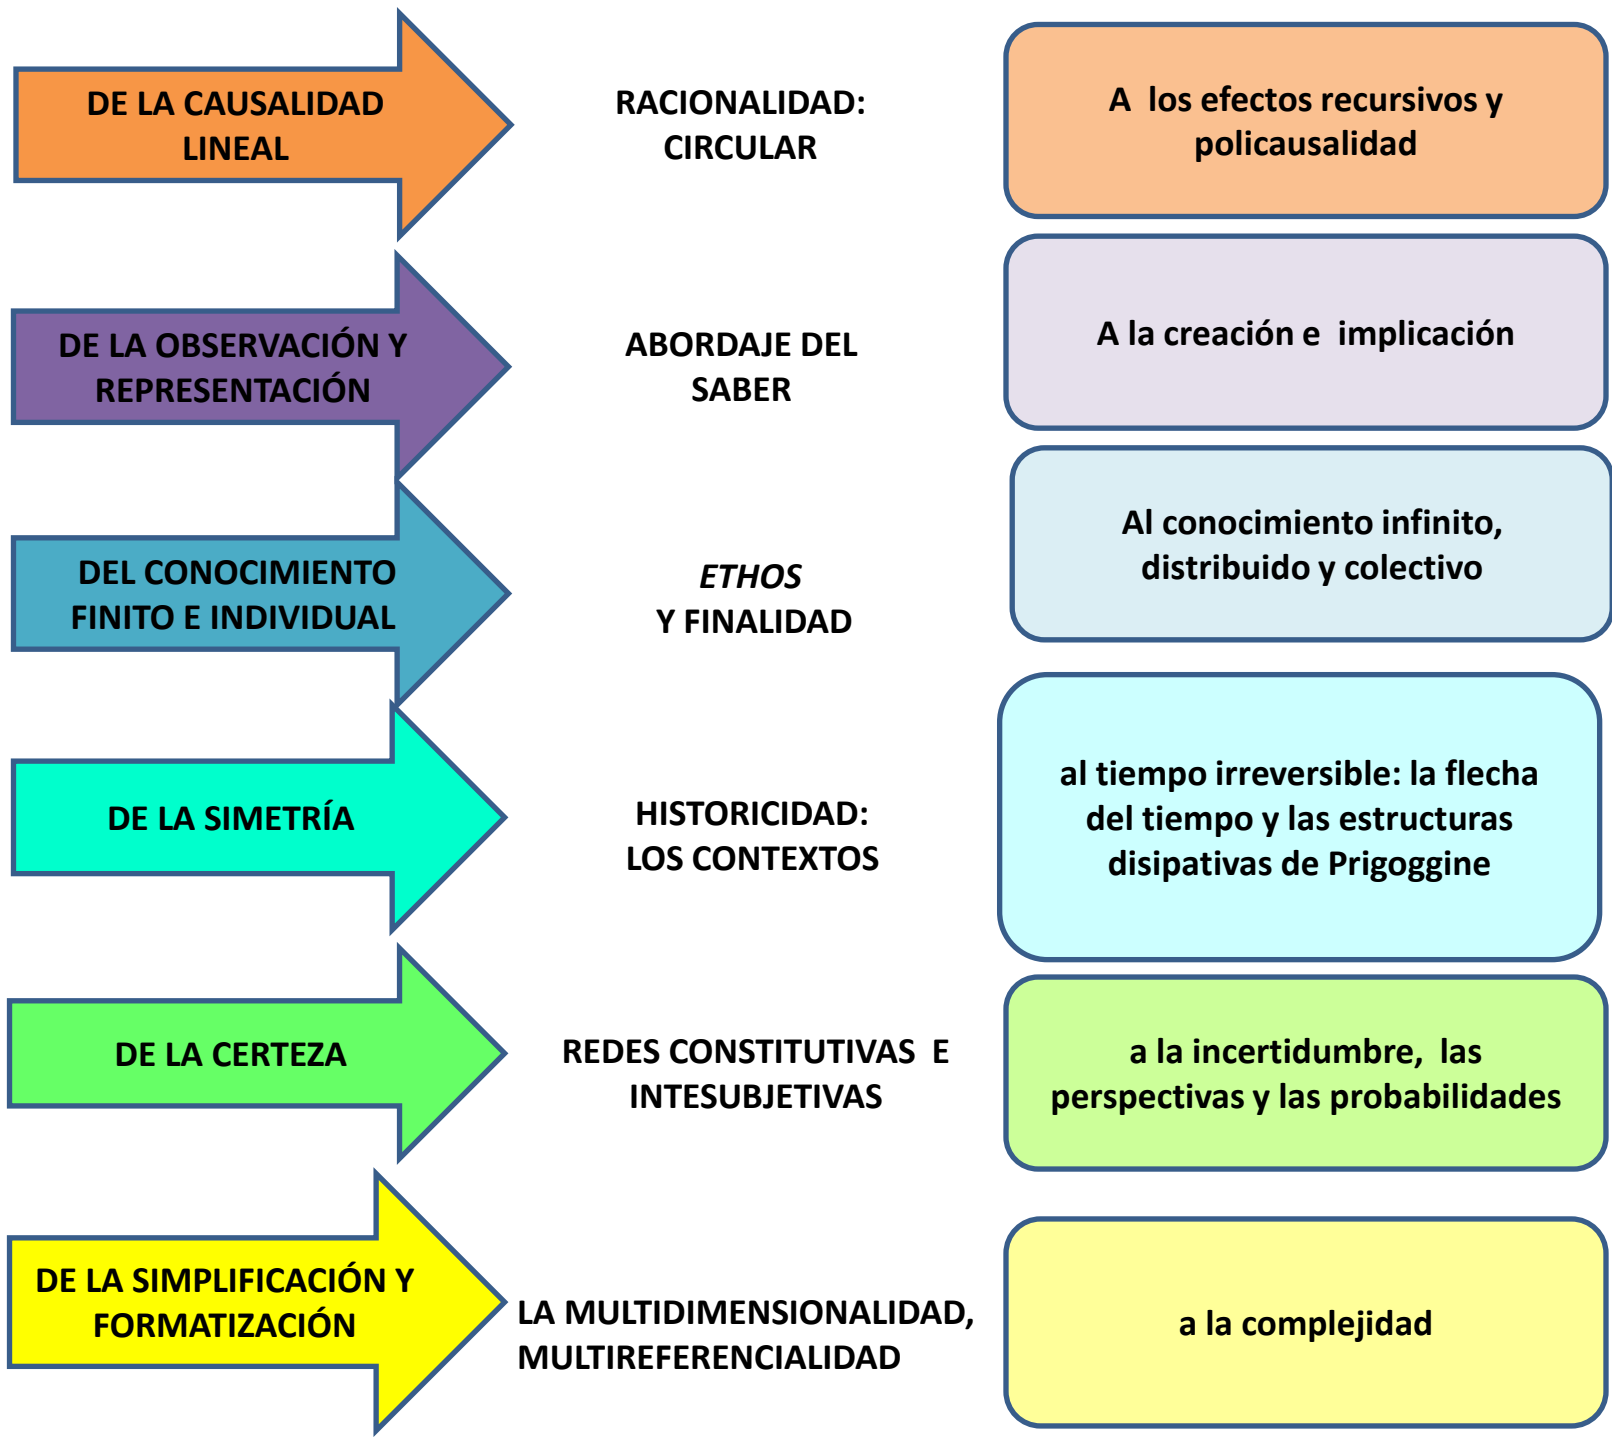 DE LA CAUSALIDAD
LINEAL
RACIONALIDAD:
CIRCULAR
A los efectos recursivos y
policausalidad
DE LA OBSERVACIÓN Y
REPRESENTACIÓN
ABORDAJE DEL
SABER
A la creación e implicación
DEL CONOCIMIENTO
FINITO E INDIVIDUAL
ETHOS
Y FINALIDAD
Al conocimiento infinito,
distribuido y colectivo
DE LA SIMETRÍA
HISTORICIDAD:
LOS CONTEXTOS
al tiempo irreversible: la flecha
del tiempo y las estructuras
disipativas de Prigoggine
DE LA CERTEZA
REDES CONSTITUTIVAS E
INTESUBJETIVAS
a la incertidumbre, las
perspectivas y las probabilidades
DE LA SIMPLIFICACIÓN Y
FORMATIZACIÓN
LA MULTIDIMENSIONALIDAD,
MULTIREFERENCIALIDAD
a la complejidad